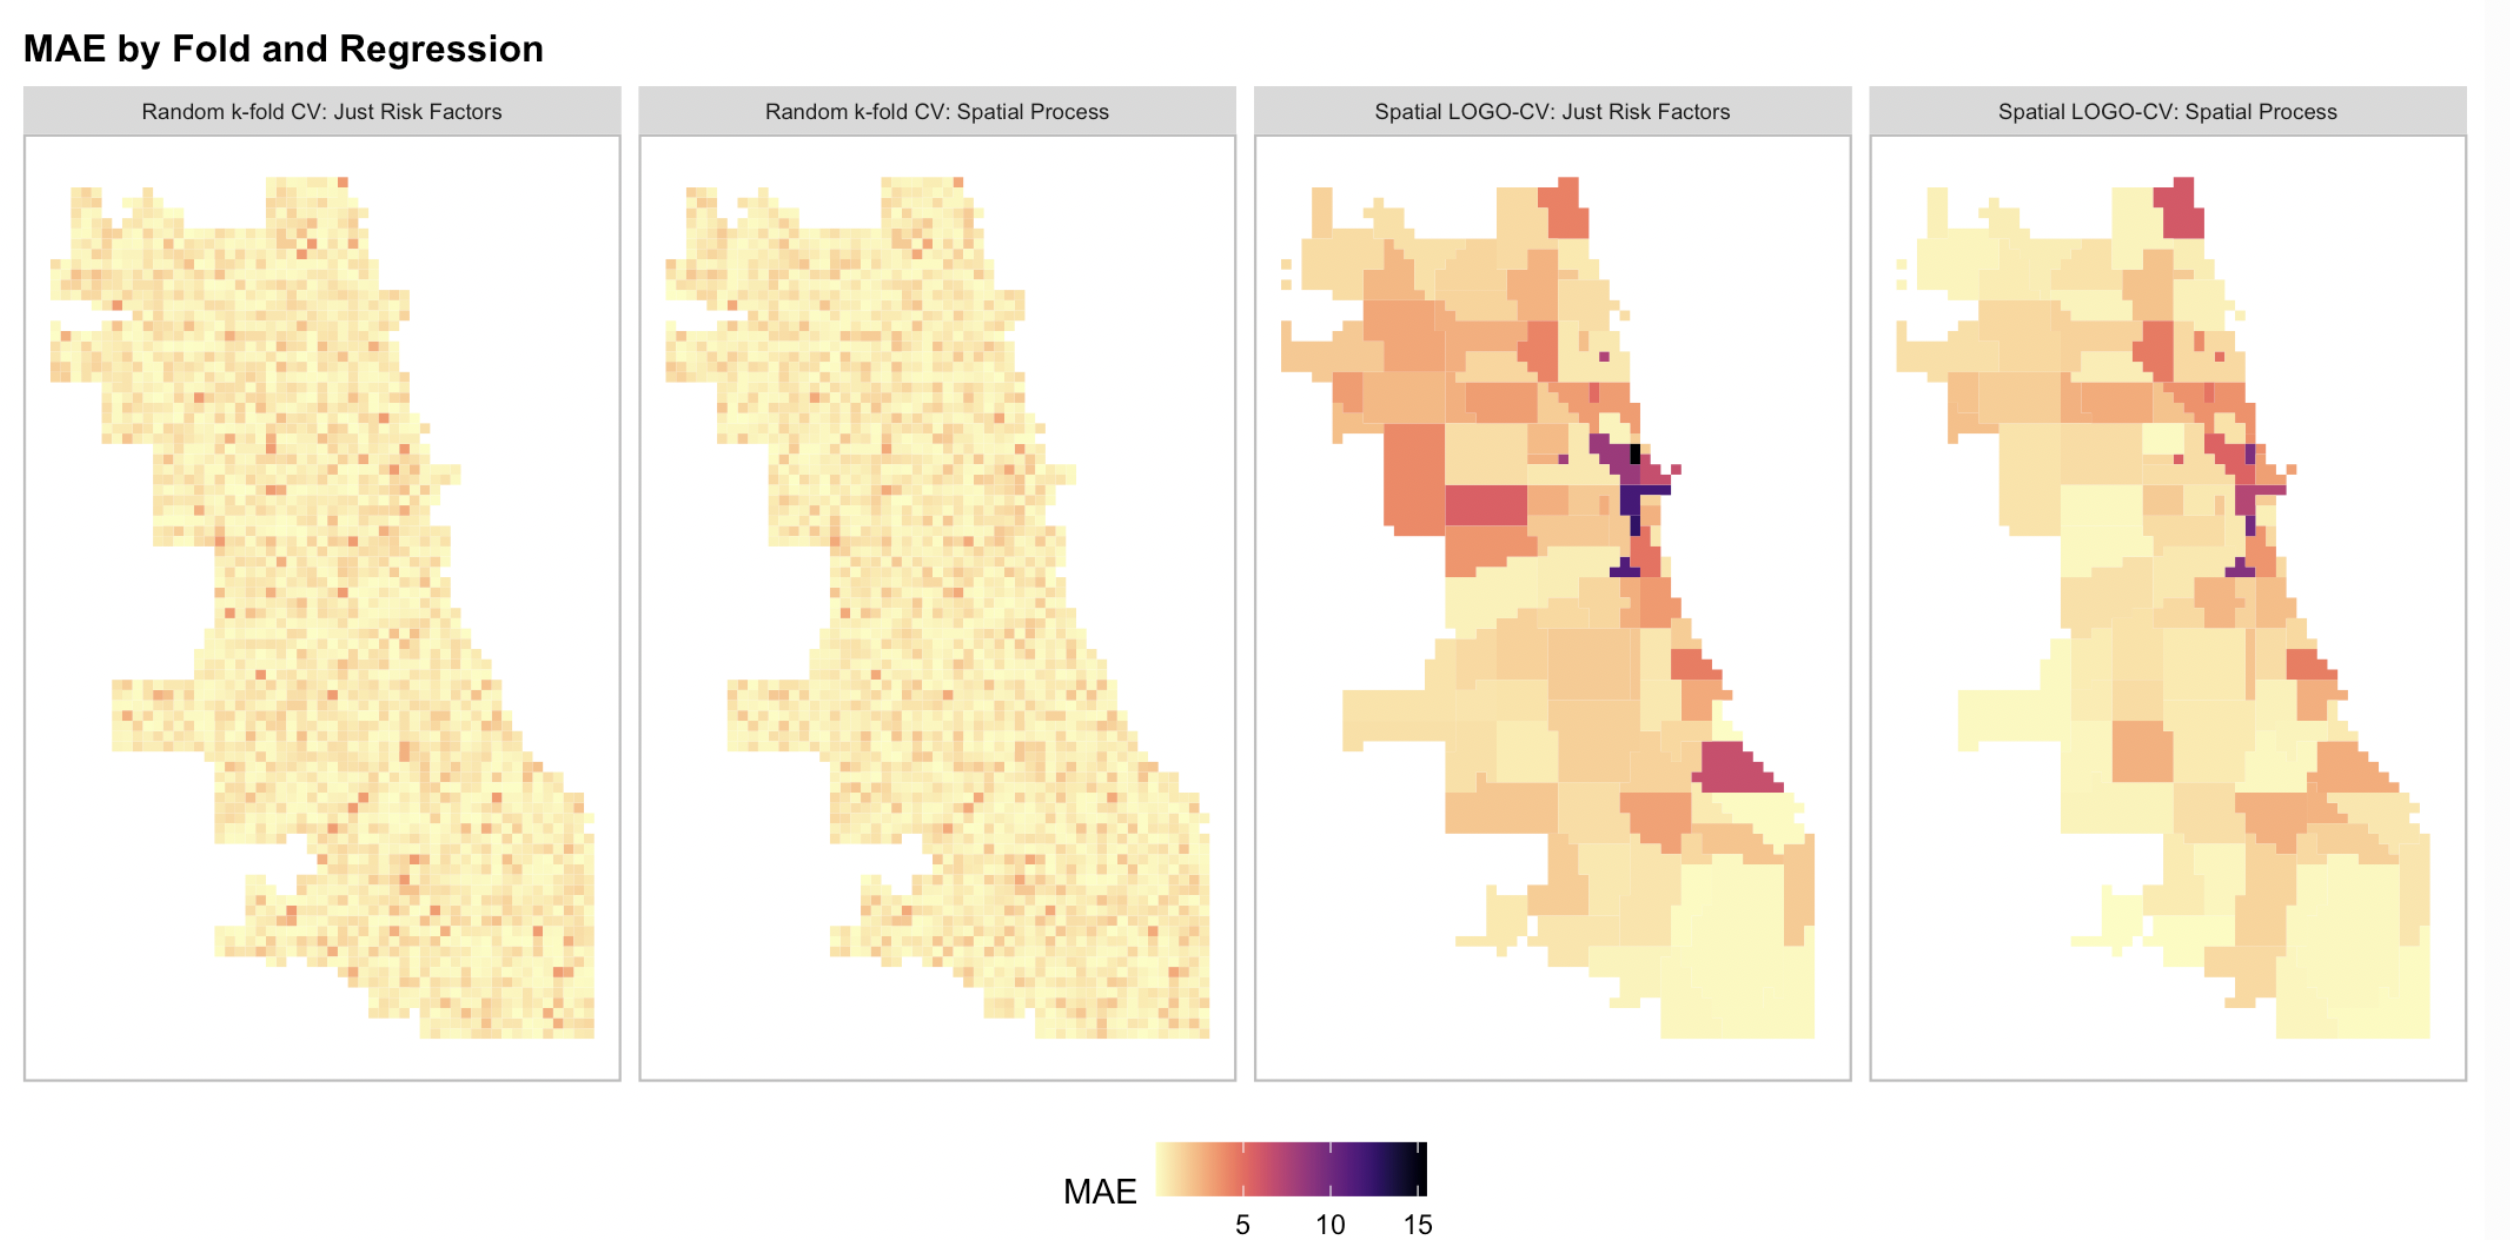 MAE by Fold and Regression
Random k-fold CV: Just Risk Factors
Random k-fold CV: Spatial Process
Spatial LOGO-CV: Just Risk Factors
Spatial LOGO-CV: Spatial Process
MAE
5 10 15